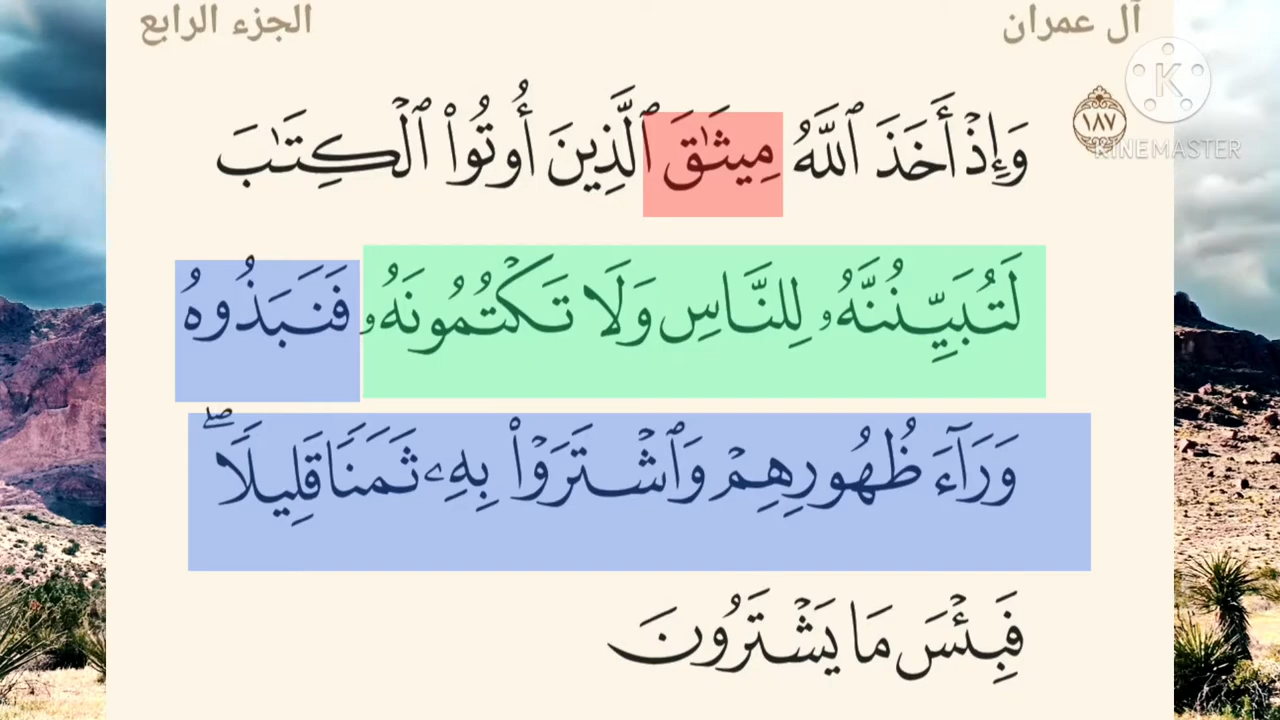 آل عمران الجزء الرابع
K
KINEMASTER
١٨٧ وَإِذْ أَخَذَ ٱللَّهُ مِيثَٰقَ ٱلَّذِينَ أُوتُوا۟ ٱلْكِتَٰبَ
لَتُبَيِّنُنَّهُۥ لِلنَّاسِ وَلَا تَكْتُمُونَهُۥ فَنَبَذُوهُ
وَرَآءَ ظُهُورِهِمْ وَٱشْتَرَوْا۟ بِهِۦ ثَمَنًا قَلِيلًا ۖ
فَبِئْسَ مَا يَشْتَرُونَ